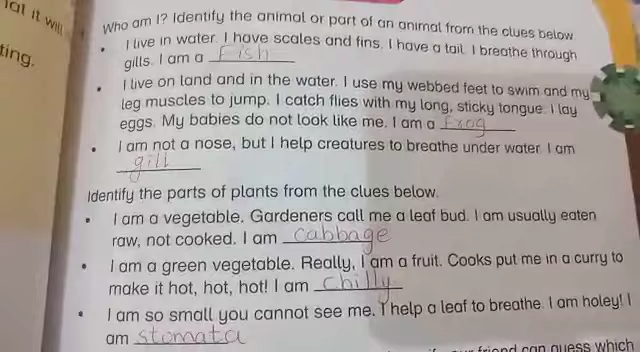 Who am I? Identify the animal or part of an animal from the clues below.
• I live in water. I have scales and fins. I have a tail. I breathe through
gills. I am a Fish
• I live on land and in the water. I use my webbed feet to swim and my
leg muscles to jump. I catch flies with my long, sticky tongue. I lay
eggs. My babies do not look like me. I am a Frog
• I am not a nose, but I help creatures to breathe under water. I am
gill
Identify the parts of plants from the clues below.
• I am a vegetable. Gardeners call me a leaf bud. I am usually eaten
raw, not cooked. I am cabbage
• I am a green vegetable. Really, I am a fruit. Cooks put me in a curry to
make it hot, hot, hot! I am chilly
• I am so small you cannot see me. I help a leaf to breathe. I am holey! I
am stomata
friend can guess which
it will
ting.